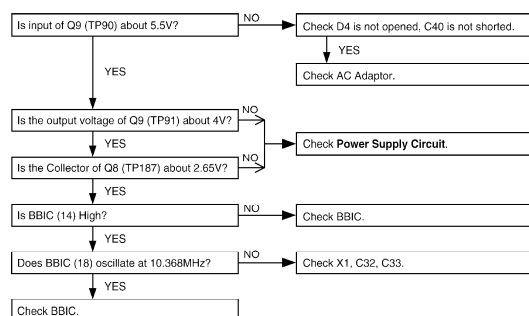 Is input of Q9 (TP90) about 5.5V?
NO
Check D4 is not opened, C40 is not shorted.
YES
YES
Check AC Adaptor.
Is the output voltage of Q9 (TP91) about 4V?
NO
YES
Check Power Supply Circuit.
Is the Collector of Q8 (TP187) about 2.65V?
NO
YES
Is BBIC (14) High?
NO
Check BBIC.
YES
Does BBIC (18) oscillate at 10.368MHz?
NO
Check X1, C32, C33.
YES
Check BBIC.